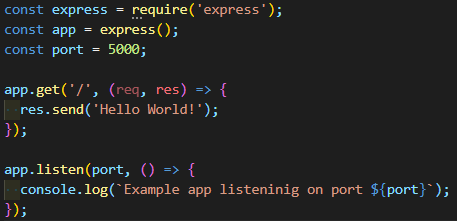 const express = require('express');
const app = express();
const port = 5000;
app.get('/', (req, res) => {
res.send('Hello World!');
});
app.listen(port, () => {
console.log(`Example app listeninig on port ${port}`);
});